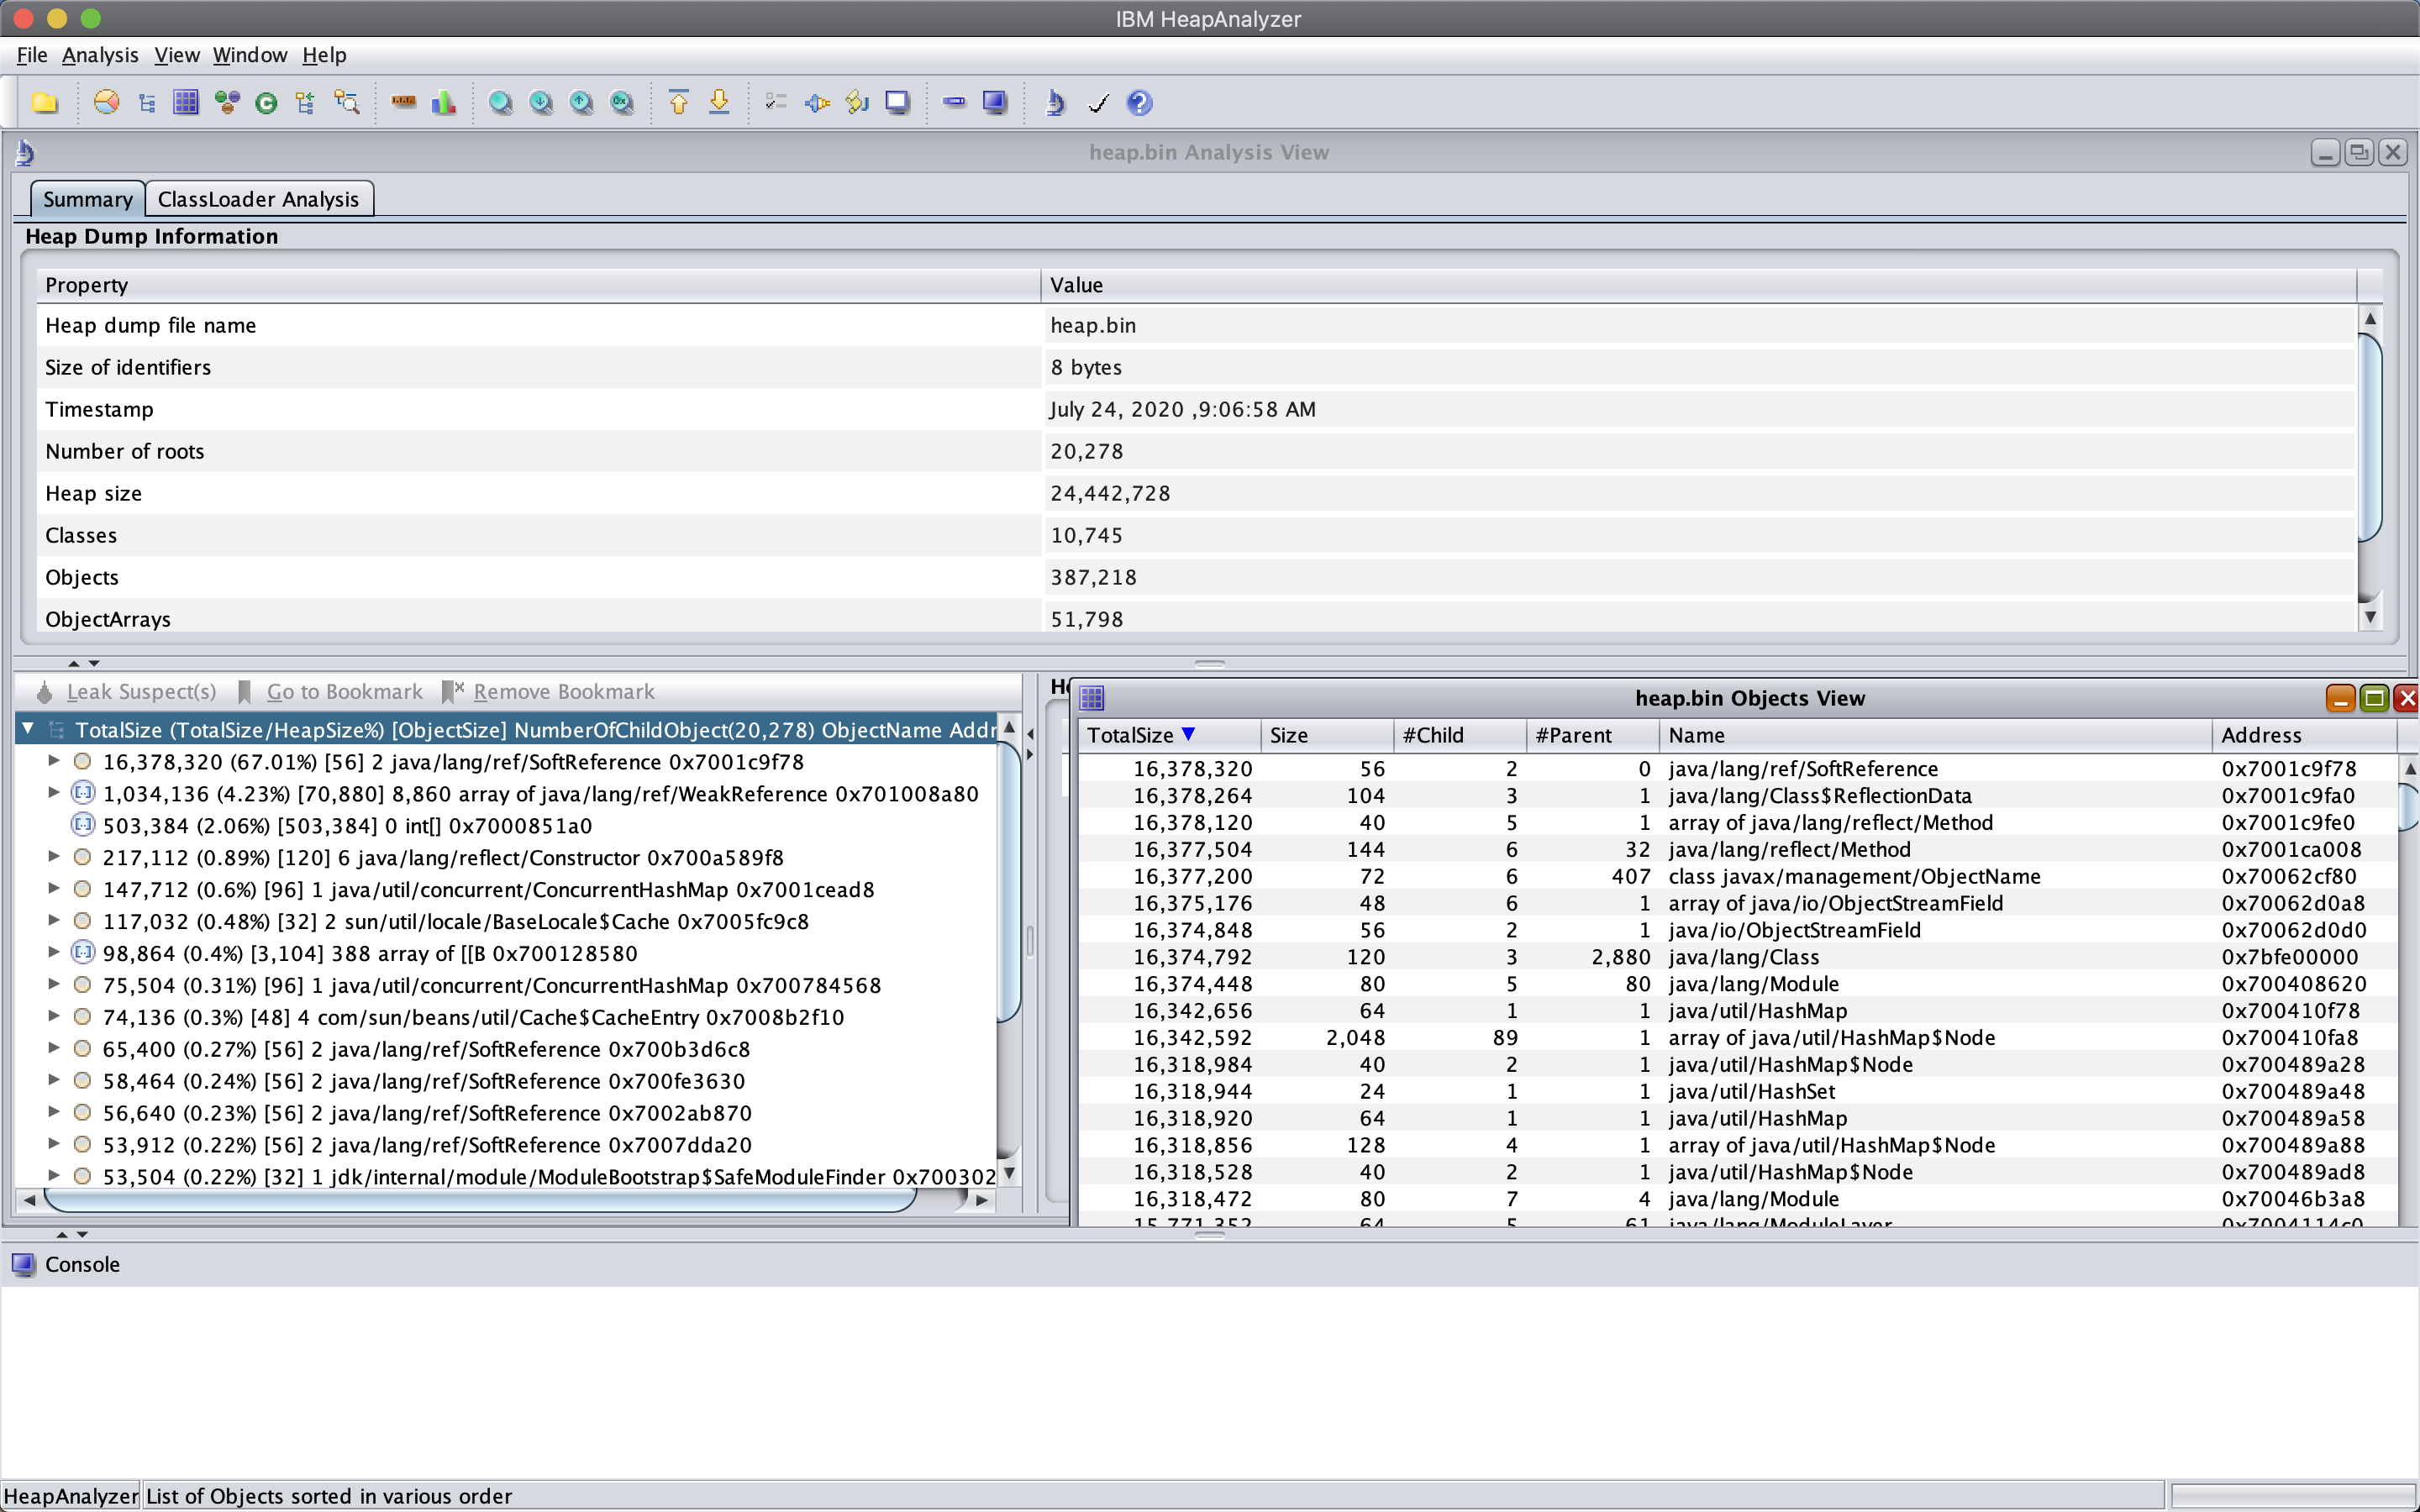 IBM HeapAnalyzer
File Analysis View Window Help
heap.bin Analysis View
Summary ClassLoader Analysis
Heap Dump Information
Property Value
Heap dump file name heap.bin
Size of identifiers 8 bytes
Timestamp July 24, 2020 ,9:06:58 AM
Number of roots 20,278
Heap size 24,442,728
Classes 10,745
Objects 387,218
ObjectArrays 51,798
Leak Suspect(s) Go to Bookmark Remove Bookmark
TotalSize (TotalSize/HeapSize%) [ObjectSize] NumberOfChildObject(20,278) ObjectName Addr
16,378,320 (67.01%) [56] 2 java/lang/ref/SoftReference 0x7001c9f78
1,034,136 (4.23%) [70,880] 8,860 array of java/lang/ref/WeakReference 0x701008a80
503,384 (2.06%) [503,384] 0 int[] 0x7000851a0
217,112 (0.89%) [120] 6 java/lang/reflect/Constructor 0x700a589f8
147,712 (0.6%) [96] 1 java/util/concurrent/ConcurrentHashMap 0x7001cead8
117,032 (0.48%) [32] 2 sun/util/locale/BaseLocale$Cache 0x7005fc9c8
98,864 (0.4%) [3,104] 388 array of [[B 0x700128580
75,504 (0.31%) [96] 1 java/util/concurrent/ConcurrentHashMap 0x700784568
74,136 (0.3%) [48] 4 com/sun/beans/util/Cache$CacheEntry 0x7008b2f10
65,400 (0.27%) [56] 2 java/lang/ref/SoftReference 0x700b3d6c8
58,464 (0.24%) [56] 2 java/lang/ref/SoftReference 0x700fe3630
56,640 (0.23%) [56] 2 java/lang/ref/SoftReference 0x7002ab870
53,912 (0.22%) [56] 2 java/lang/ref/SoftReference 0x7007dda20
53,504 (0.22%) [32] 1 jdk/internal/module/ModuleBootstrap$SafeModuleFinder 0x700302
heap.bin Objects View
TotalSize Size #Child #Parent Name Address
16,378,320 56 2 0 java/lang/ref/SoftReference 0x7001c9f78
16,378,264 104 3 1 java/lang/Class$ReflectionData 0x7001c9fa0
16,378,120 40 5 1 array of java/lang/reflect/Method 0x7001c9fe0
16,377,504 144 6 32 java/lang/reflect/Method 0x7001ca008
16,377,200 72 6 407 class javax/management/ObjectName 0x70062cf80
16,375,176 48 6 1 array of java/io/ObjectStreamField 0x70062d0a8
16,374,848 56 2 1 java/io/ObjectStreamField 0x70062d0d0
16,374,792 120 3 2,880 java/lang/Class 0x7bfe00000
16,374,448 80 5 80 java/lang/Module 0x700408620
16,342,656 64 1 1 java/util/HashMap 0x700410f78
16,342,592 2,048 89 1 array of java/util/HashMap$Node 0x700410fa8
16,318,984 40 2 1 java/util/HashMap$Node 0x700489a28
16,318,944 24 1 1 java/util/HashSet 0x700489a48
16,318,920 64 1 1 java/util/HashMap 0x700489a58
16,318,856 128 4 1 array of java/util/HashMap$Node 0x700489a88
16,318,528 40 2 1 java/util/HashMap$Node 0x700489ad8
16,318,472 80 7 4 java/lang/Module 0x70046b3a8
15,771,352 64 5 61 java/lang/ModuleLayer 0x7004114c0
Console
HeapAnalyzer List of Objects sorted in various order